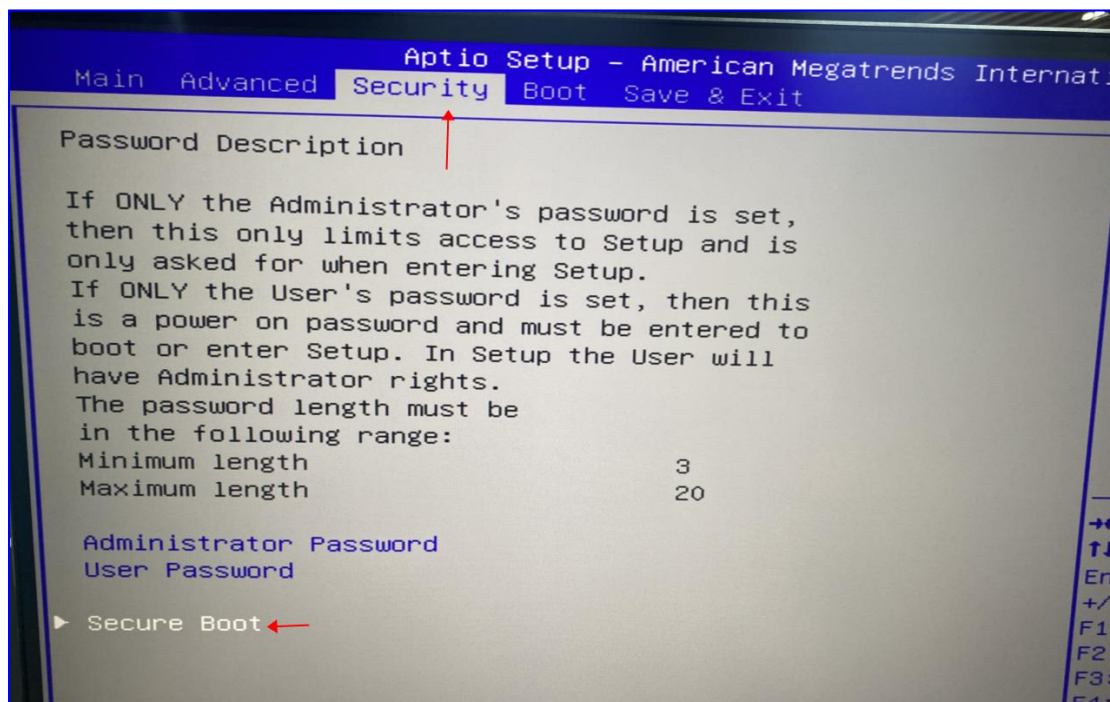 Aptio Setup – American Megatrends Internat
Main Advanced Security Boot Save & Exit
Password Description
If ONLY the Administrator's password is set,
then this only limits access to Setup and is
only asked for when entering Setup.
If ONLY the User's password is set, then this
is a power on password and must be entered to
boot or enter Setup. In Setup the User will
have Administrator rights.
The password length must be
in the following range:
Minimum length 3
Maximum length 20
Administrator Password
User Password
Secure Boot
En
+/
F1
F2
F3: